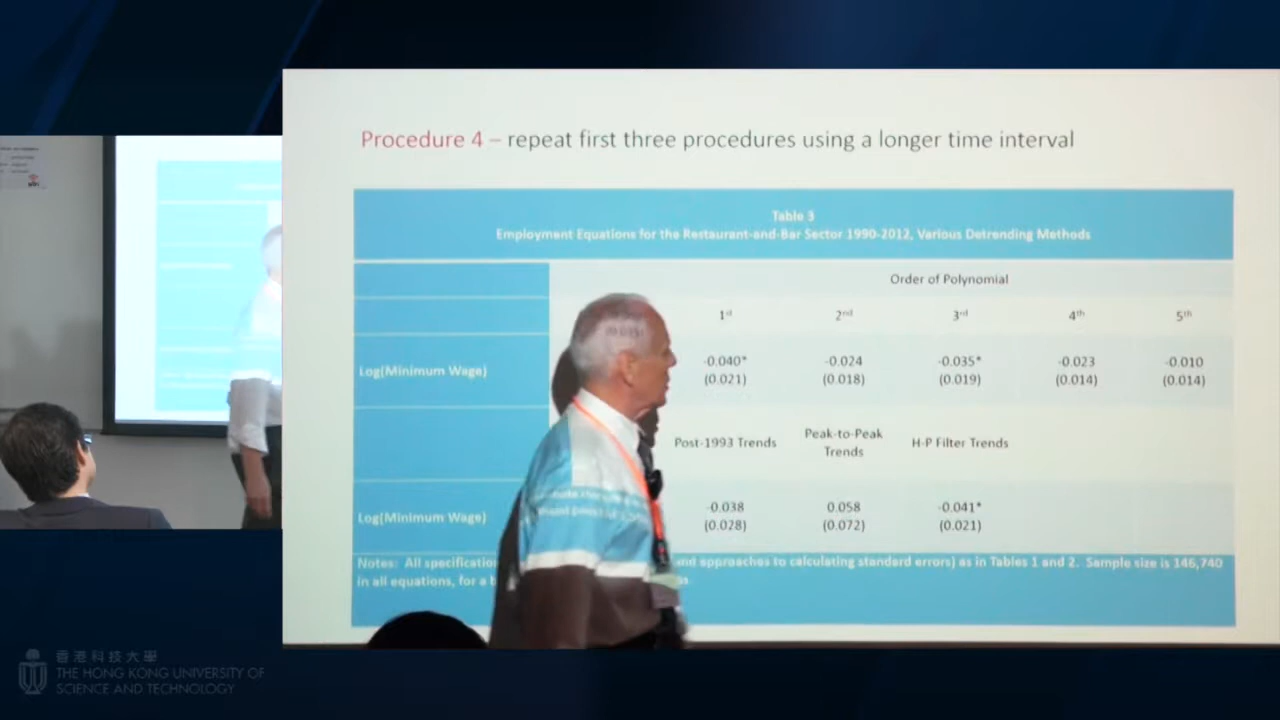 Procedure 4 – repeat first three procedures using a longer time interval
Table 3
Employment Equations for the Restaurant-and-Bar Sector 1990-2012, Various Detrending Methods
Order of Polynomial
1st 2nd 3rd 4th 5th
Log(Minimum Wage) -0.040* -0.024 -0.035* -0.023 -0.010
(0.021) (0.018) (0.019) (0.014) (0.014)
Post-1993 Trends Peak-to-Peak Trends H-P Filter Trends
Log(Minimum Wage) -0.038 0.058 -0.041*
(0.028) (0.072) (0.021)
Notes: All and approaches to calculating standard errors) as in Tables 1 and 2. Sample size is 146,740
in all equations, for a
香港科技大學
THE HONG KONG UNIVERSITY OF
SCIENCE AND TECHNOLOGY